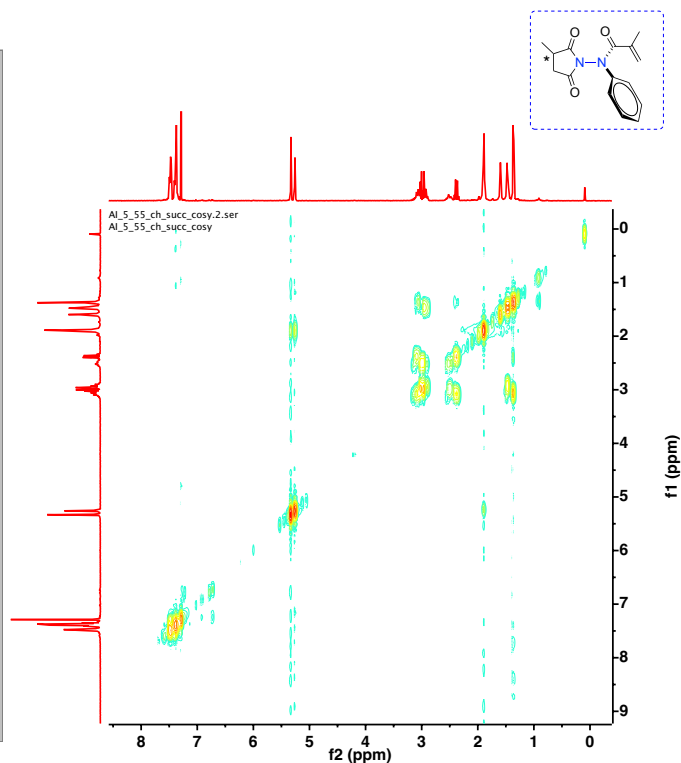 O
O
*
N
N
O
AI_5_55_ch_succ_cosy.2.ser
AI_5_55_ch_succ_cosy
0
1
2
3
4
5
6
7
8
9
f1 (ppm)
8 7 6 5 4 3 2 1 0
f2 (ppm)